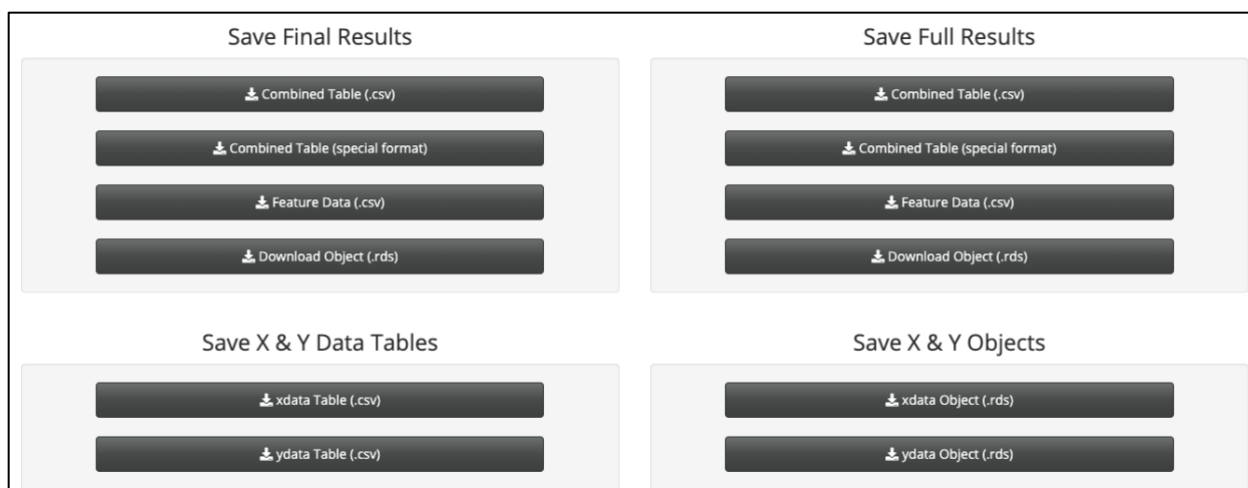 Save Final Results
Combined Table (.csv)
Combined Table (special format)
Feature Data (.csv)
Download Object (.rds)
Save Full Results
Combined Table (.csv)
Combined Table (special format)
Feature Data (.csv)
Download Object (.rds)
Save X & Y Data Tables
xdata Table (.csv)
ydata Table (.csv)
Save X & Y Objects
xdata Object (.rds)
ydata Object (.rds)